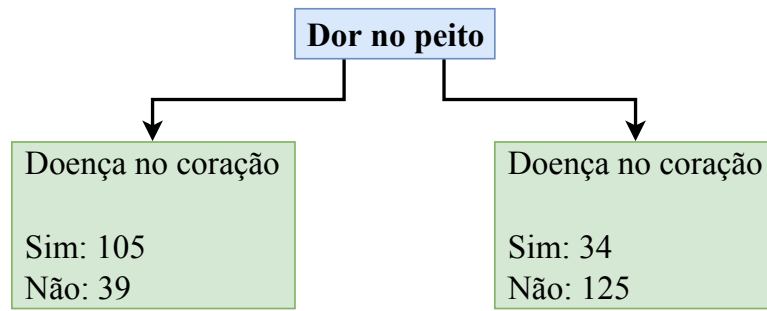 Dor no peito
Doença no coração
Sim: 105
Não: 39
Doença no coração
Sim: 34
Não: 125